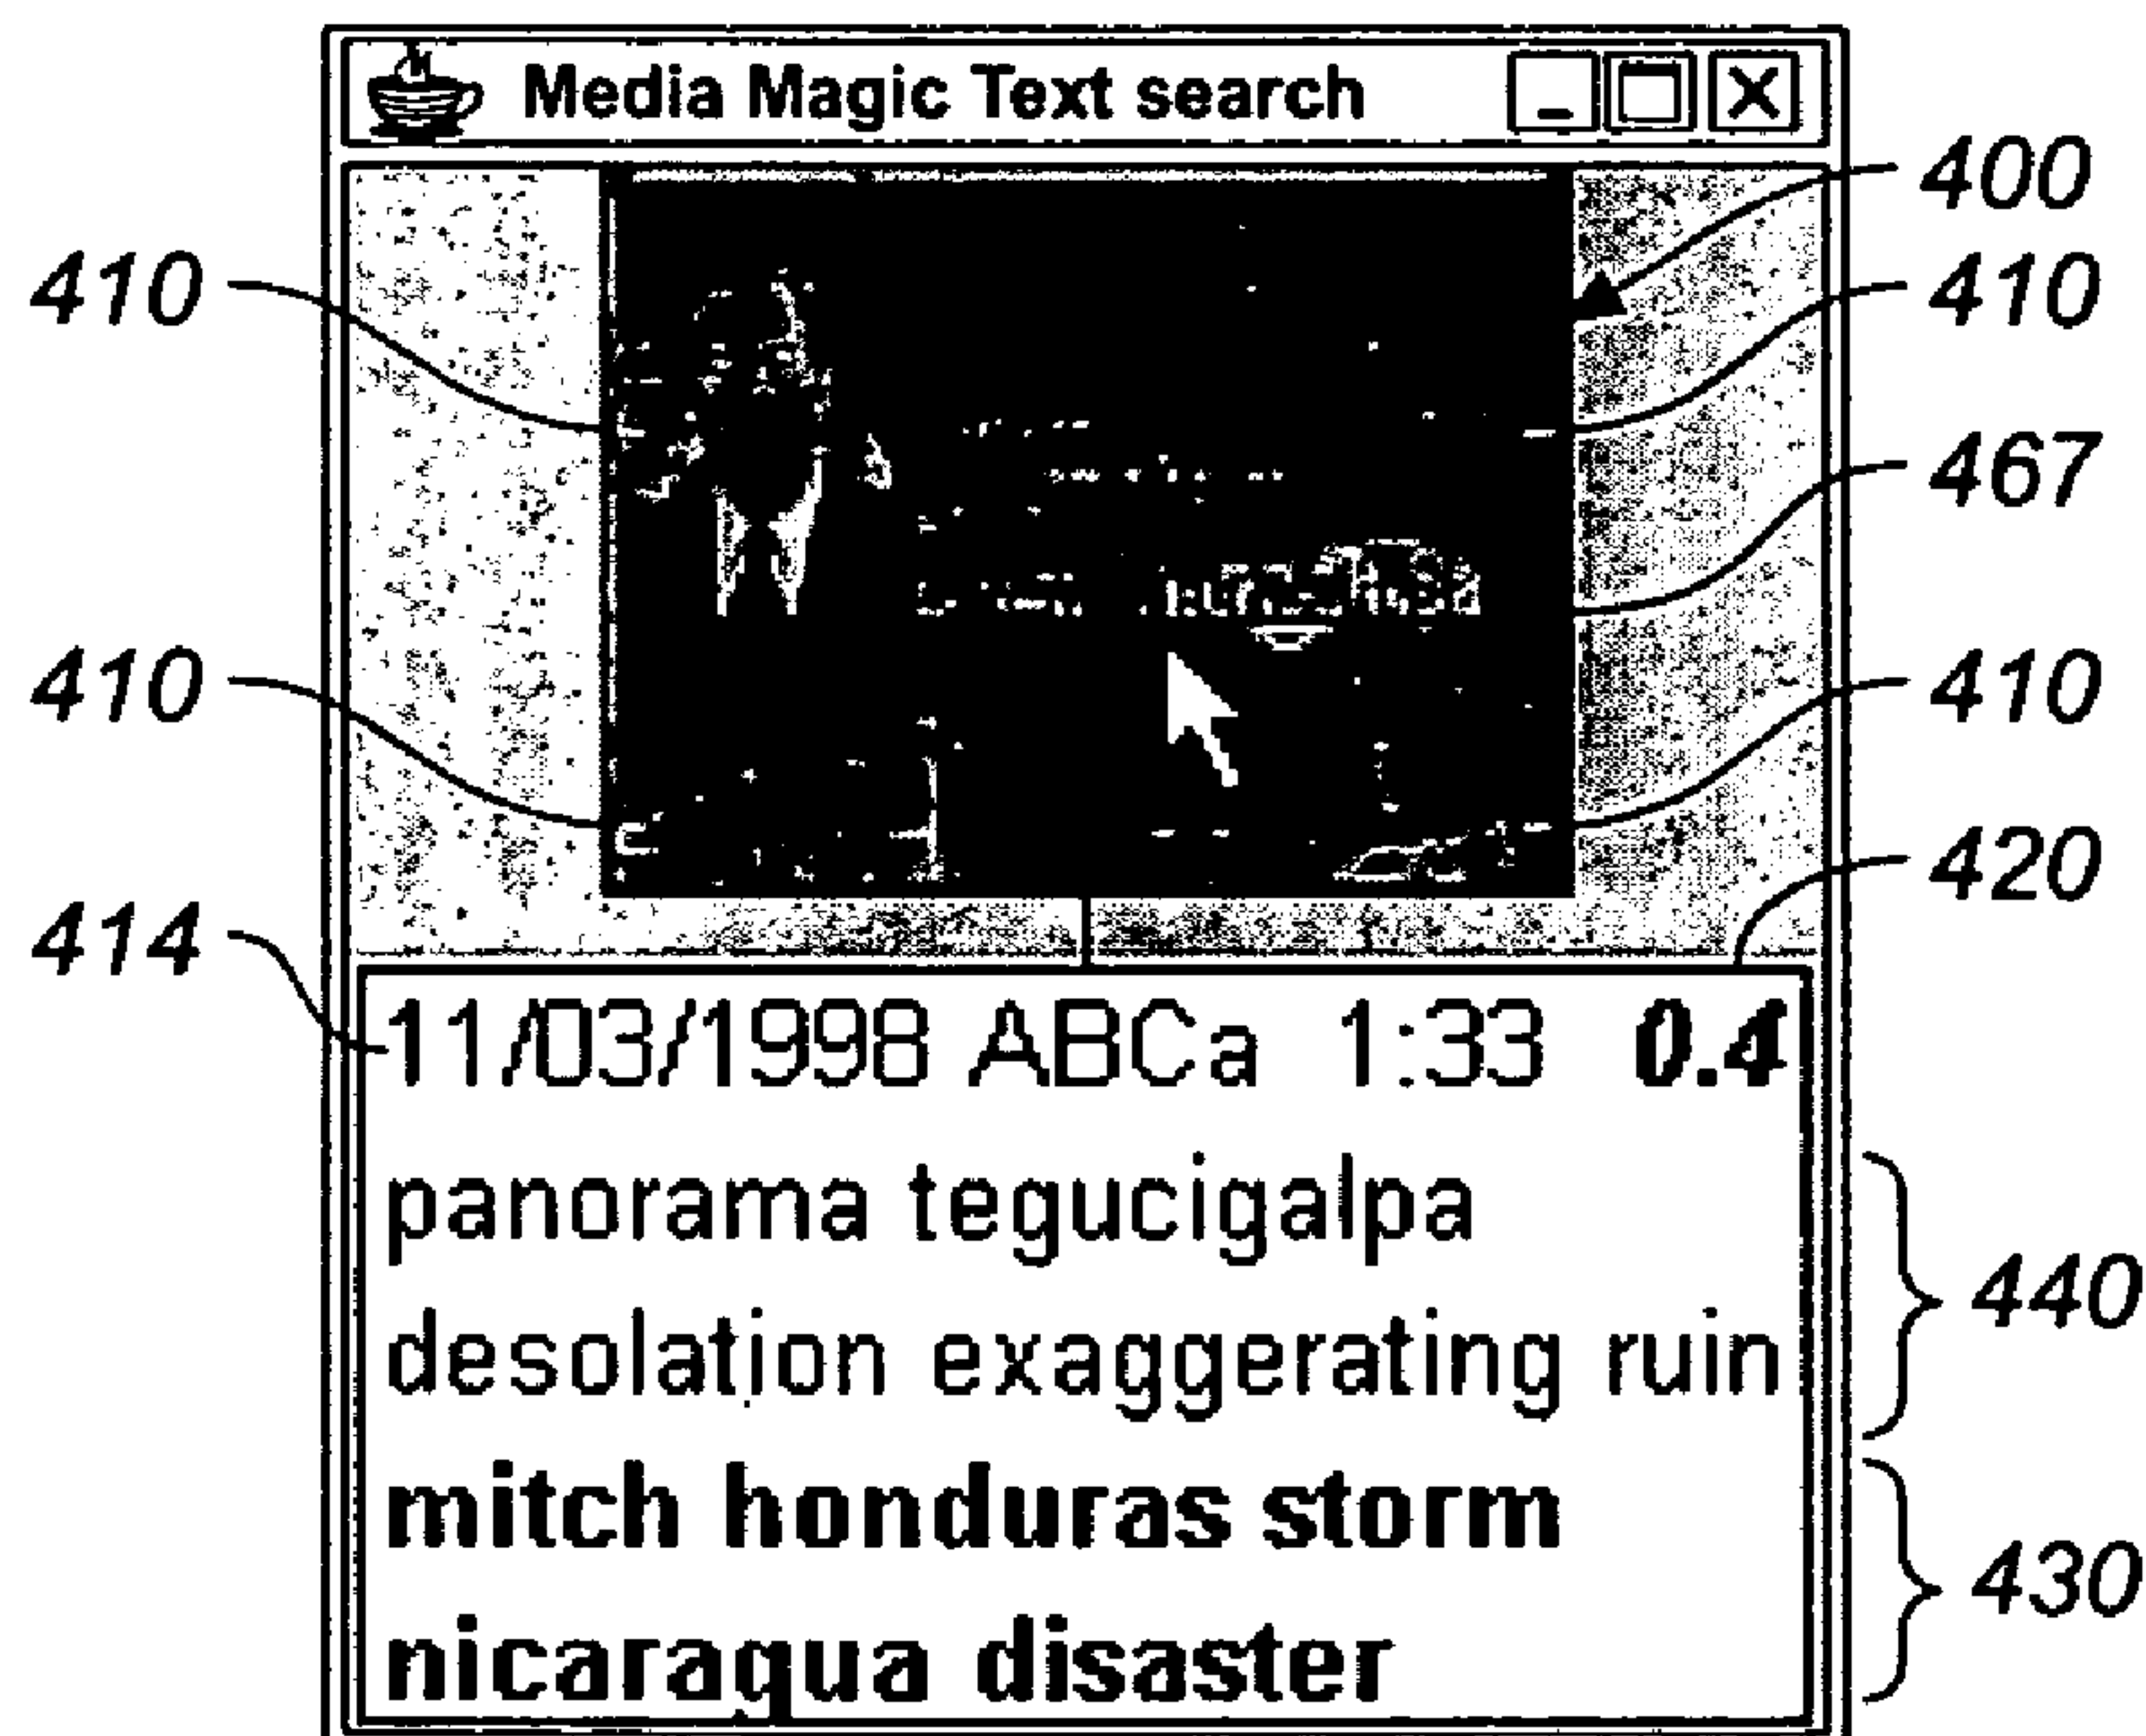 Media Magic Text search
400
410
410
467
410
410
420
414
11/03/1998 ABCa 1:33 0.4
panorama tegucigalpa
440
desolation exaggerating ruin
mitch honduras storm
430
nicaragua disaster